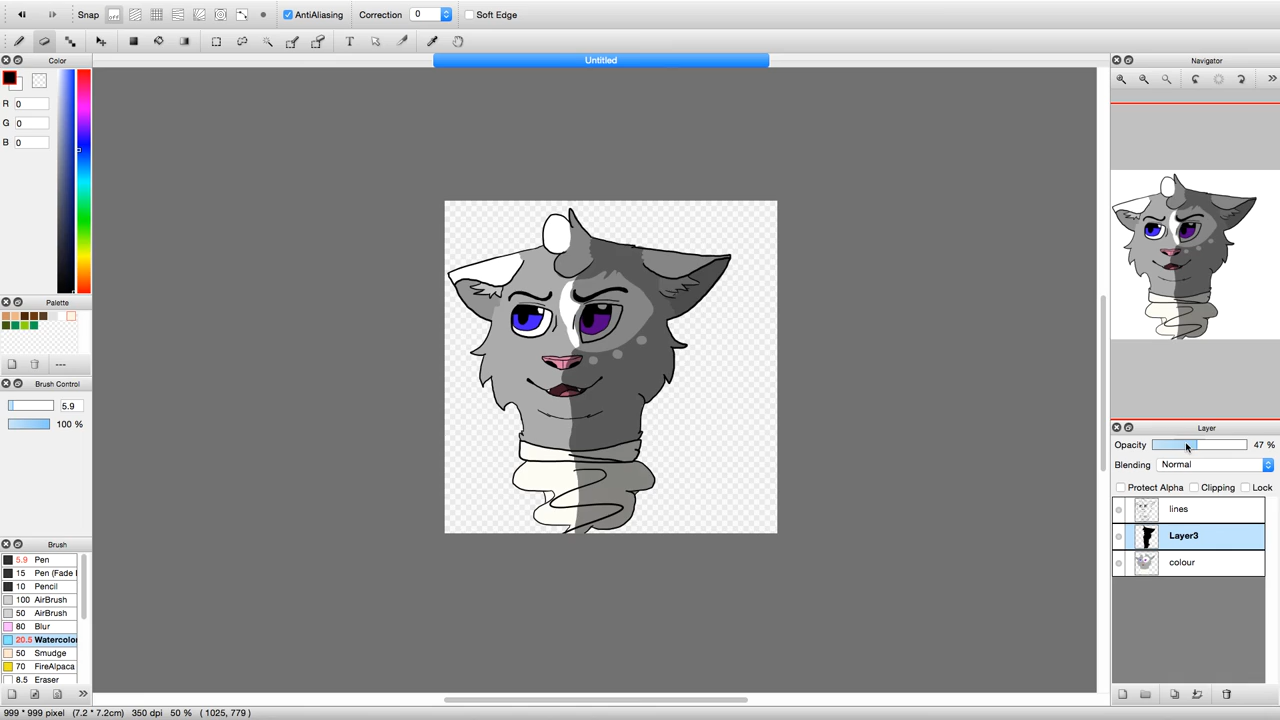 Snap off AntiAliasing Correction 0 Soft Edge
Color
Untitled
Navigator
R 0
G 0
B 0
Palette
---
Brush Control
5.9
100 %
Brush
5.9 Pen
15 Pen (Fade I
10 Pencil
100 AirBrush
50 AirBrush
80 Blur
20.5 Watercolo
50 Smudge
70 FireAlpaca
8.5 Eraser
Layer
Opacity 47 %
Blending Normal
Protect Alpha Clipping Lock
lines
Layer3
colour
999 * 999 pixel (7.2 * 7.2cm) 350 dpi 50 % ( 1025, 779 )